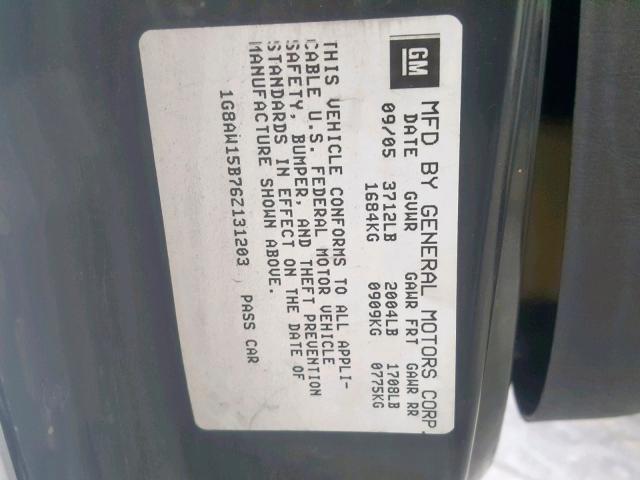 GM
MFD BY GENERAL MOTORS CORP.
DATE GVWR GAWR FRT GAWR RR
09/05 3712LB 2004LB 1708LB
1684KG 0909KG 0775KG
THIS VEHICLE CONFORMS TO ALL APPLI-
CABLE U.S. FEDERAL MOTOR VEHICLE
SAFETY, BUMPER, AND THEFT PREVENTION
STANDARDS IN EFFECT ON THE DATE OF
MANUFACTURE SHOWN ABOVE.
1G8AW15B76Z131203 PASS CAR